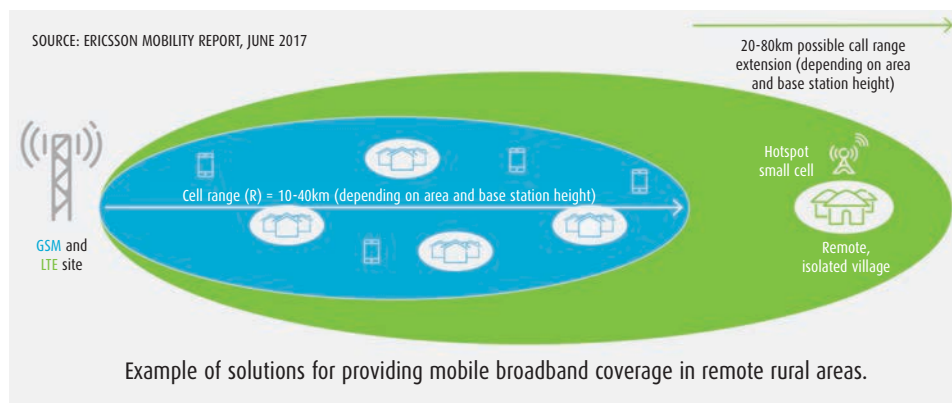 SOURCE: ERICSSON MOBILITY REPORT, JUNE 2017
20-80km possible call range
extension (depending on area
and base station height)
Hotspot
small cell
Cell range (R) = 10-40km (depending on area and base station height)
GSM and
LTE site
Remote,
isolated village
Example of solutions for providing mobile broadband coverage in remote rural areas.